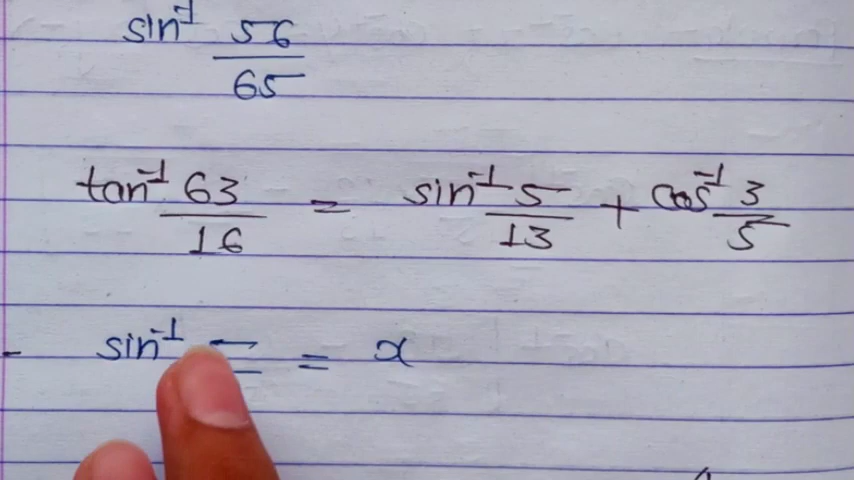 sin⁻¹ 56/65
tan⁻¹ 63/16 = sin⁻¹ 5/13 + cos⁻¹ 3/5
sin⁻¹ = x